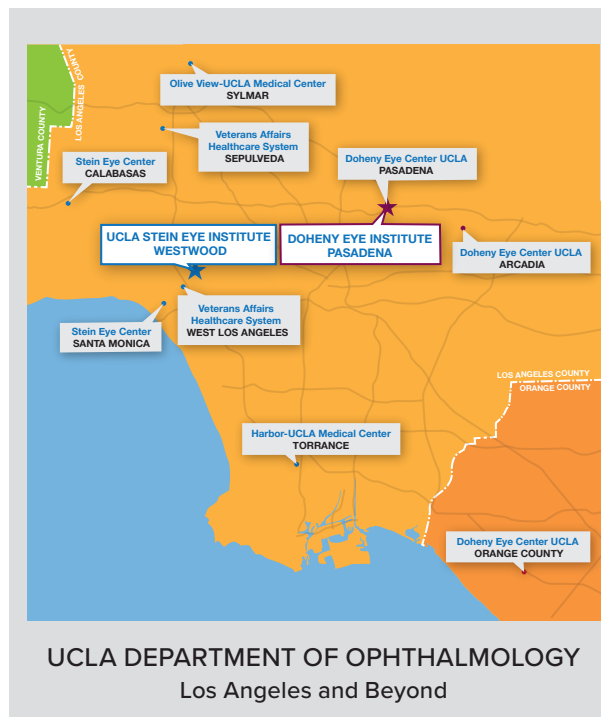 Olive View-UCLA Medical Center
SYLMAR
VENTURA COUNTY
LOS ANGELES COUNTY
Veterans Affairs
Healthcare System
SEPULVEDA
Stein Eye Center
CALABASAS
Doheny Eye Center UCLA
PASADENA
UCLA STEIN EYE INSTITUTE
WESTWOOD
DOHENY EYE INSTITUTE
PASADENA
Doheny Eye Center UCLA
ARCADIA
Veterans Affairs
Healthcare System
WEST LOS ANGELES
Stein Eye Center
SANTA MONICA
LOS ANGELES COUNTY
ORANGE COUNTY
Harbor-UCLA Medical Center
TORRANCE
Doheny Eye Center UCLA
ORANGE COUNTY
UCLA DEPARTMENT OF OPHTHALMOLOGY
Los Angeles and Beyond